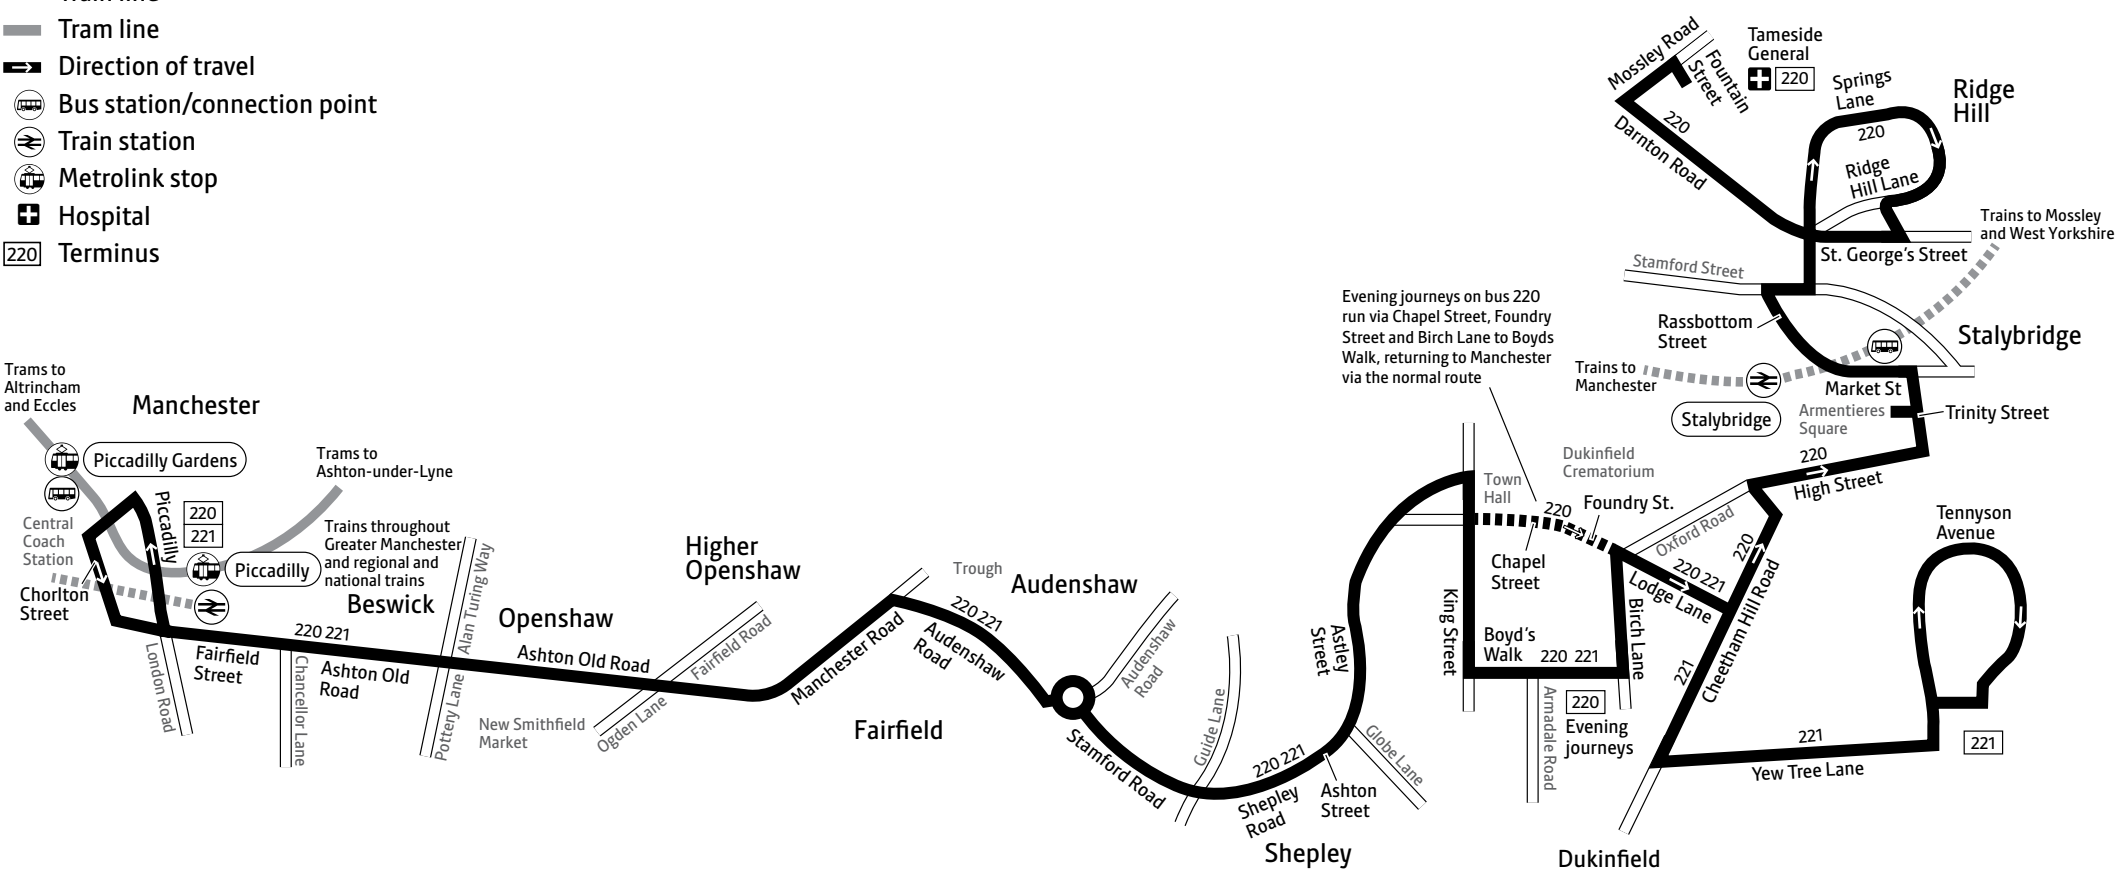 Tram line
Direction of travel
Bus station/connection point
Train station
Metrolink stop
Hospital
220 Terminus
Trams to
Altrincham
and Eccles
Manchester
Piccadilly Gardens
Trams to
Ashton-under-Lyne
Central
Coach
Station
Piccadilly
220
221
Piccadilly
Trains throughout
Greater Manchester
and regional and
national trains
Chorlton
Street
London Road
Fairfield
Street
220 221
Chancellor Lane
Ashton Old
Road
Beswick
Alan Turing Way
Pottery Lane
Openshaw
Ashton Old Road
New Smithfield
Market
Higher
Openshaw
Fairfield Road
Ogden Lane
Manchester Road
Fairfield
Trough
Audenshaw
220 221
Audenshaw
Road
Audenshaw
Road
Stamford Road
Guide Lane
220 221
Shepley
Road
Shepley
Ashton
Street
Globe Lane
Astley
Street
Evening journeys on bus 220
run via Chapel Street, Foundry
Street and Birch Lane to Boyds
Walk, returning to Manchester
via the normal route
Town
Hall
220
Dukinfield
Crematorium
Foundry St.
Chapel
Street
King Street
Boyd's
Walk
220 221
Birch Lane
Armadale Road
220
Evening
journeys
Dukinfield
Oxford Road
220 221
Lodge Lane
220
221
Cheetham Hill Road
221
Yew Tree Lane
221
Tennyson
Avenue
220
High Street
Trinity Street
Armentieres
Square
Market St
Stalybridge
Trains to
Manchester
Stalybridge
Rassbottom
Street
Stamford Street
Trains to Mossley
and West Yorkshire
St. George's Street
Ridge
Hill Lane
220
Springs
Lane
Ridge
Hill
Tameside
General
220
Mossley Road
Fountain
Street
220
Darnton Road